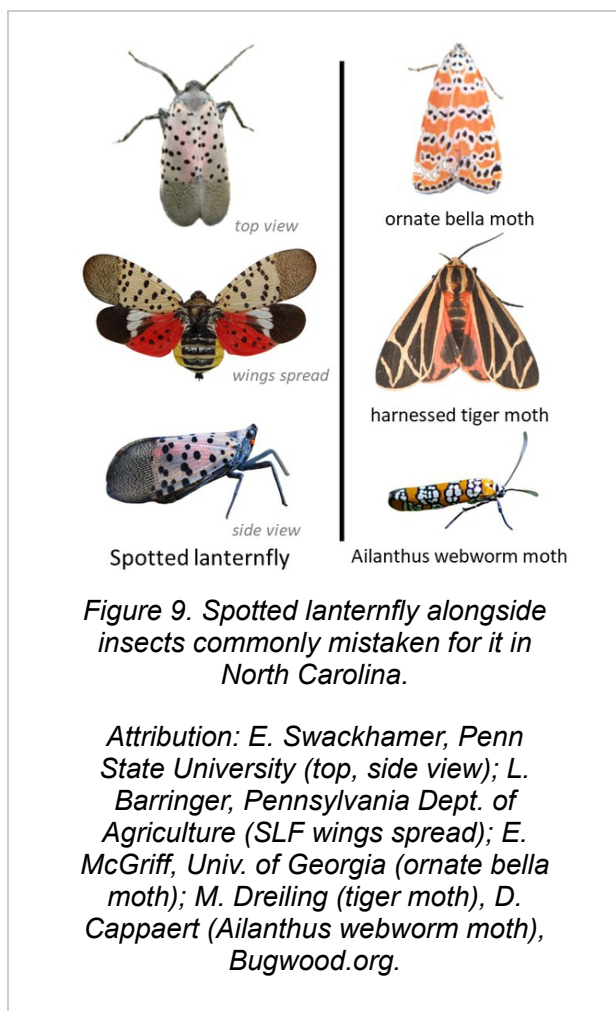 top view
ornate bella moth
wings spread
harnessed tiger moth
side view
Spotted lanternfly
Ailanthus webworm moth
Figure 9. Spotted lanternfly alongside
insects commonly mistaken for it in
North Carolina.
Attribution: E. Swackhamer, Penn
State University (top, side view); L.
Barringer, Pennsylvania Dept. of
Agriculture (SLF wings spread); E.
McGriff, Univ. of Georgia (ornate bella
moth); M. Dreiling (tiger moth), D.
Cappaert (Ailanthus webworm moth),
Bugwood.org.